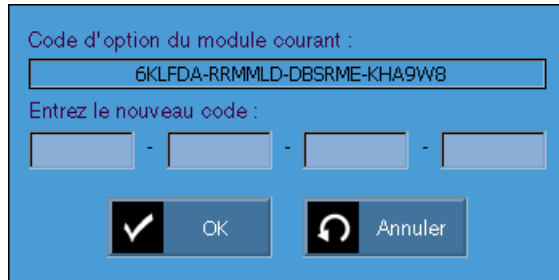 Code d'option du module courant :
6KLFDA-RRMMLD-DBSRME-KHA9W8
Entrez le nouveau code :
- - -
OK Annuler